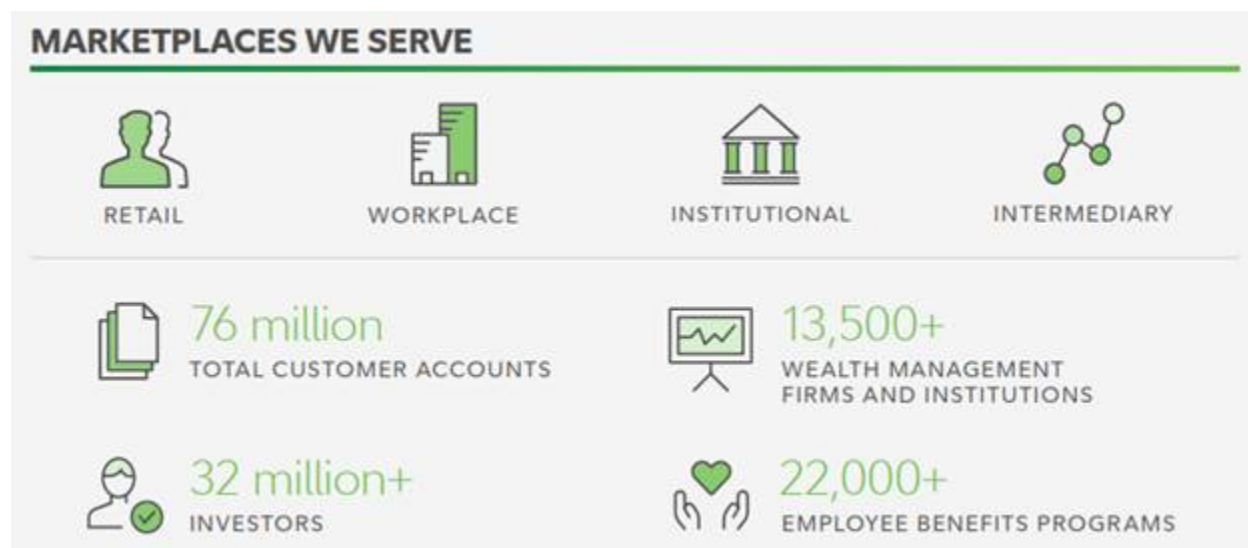 MARKETPLACES WE SERVE
RETAIL
WORKPLACE
INSTITUTIONAL
INTERMEDIARY
76 million
TOTAL CUSTOMER ACCOUNTS
13,500+
WEALTH MANAGEMENT
FIRMS AND INSTITUTIONS
32 million+
INVESTORS
22,000+
EMPLOYEE BENEFITS PROGRAMS